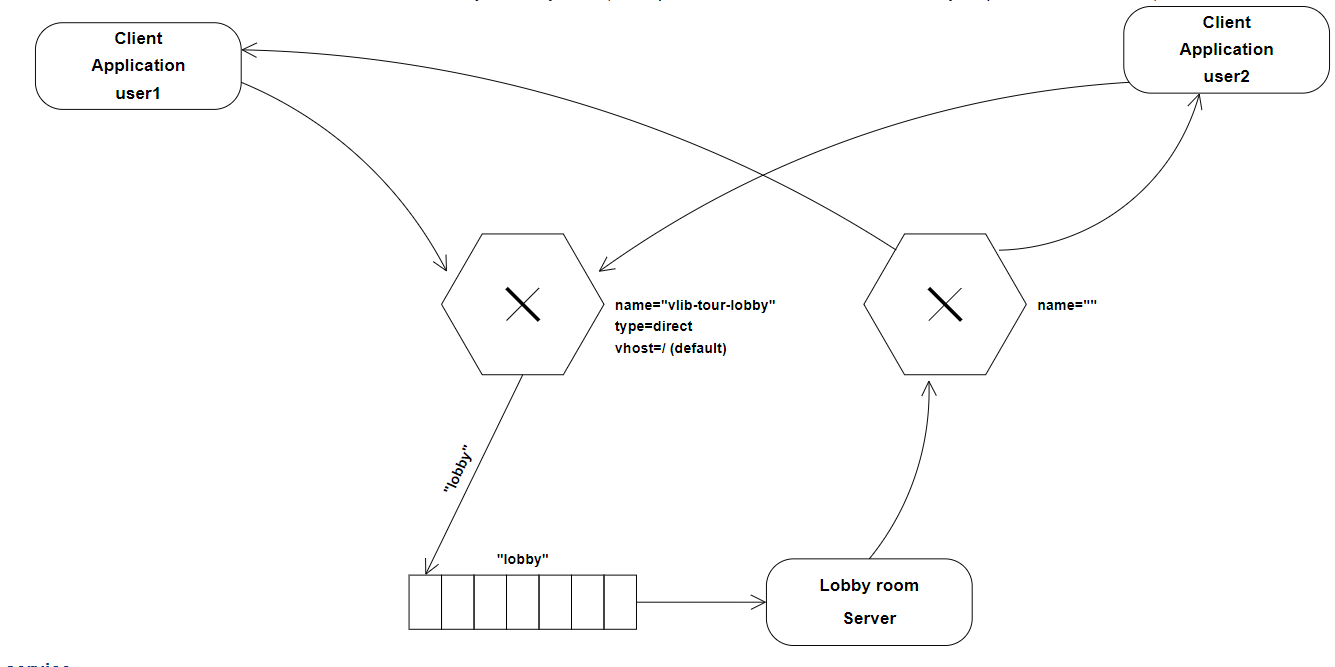 Client
Application
user1
Client
Application
user2
name="vlib-tour-lobby"
type=direct
vhost=/ (default)
name=""
"lobby"
"lobby"
Lobby room
Server
service